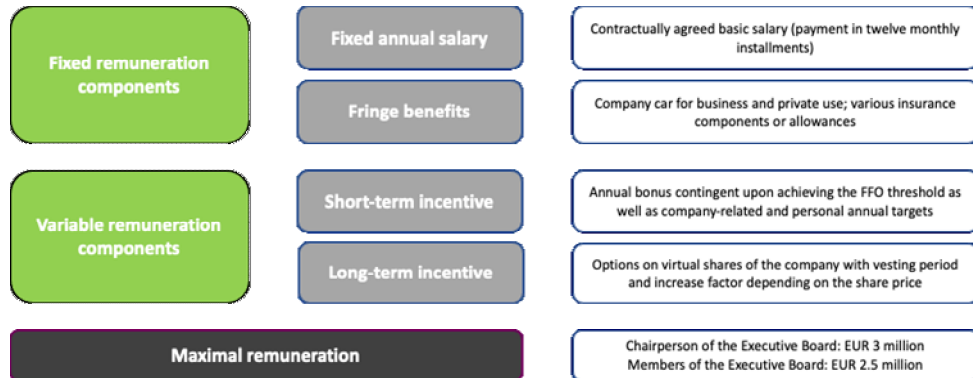 Fixed remuneration
components
Fixed annual salary
Contractually agreed basic salary (payment in twelve monthly
installments)
Fringe benefits
Company car for business and private use; various insurance
components or allowances
Variable remuneration
components
Short-term incentive
Annual bonus contingent upon achieving the FFO threshold as
well as company-related and personal annual targets
Long-term incentive
Options on virtual shares of the company with vesting period
and increase factor depending on the share price
Maximal remuneration
Chairperson of the Executive Board: EUR 3 million
Members of the Executive Board: EUR 2.5 million